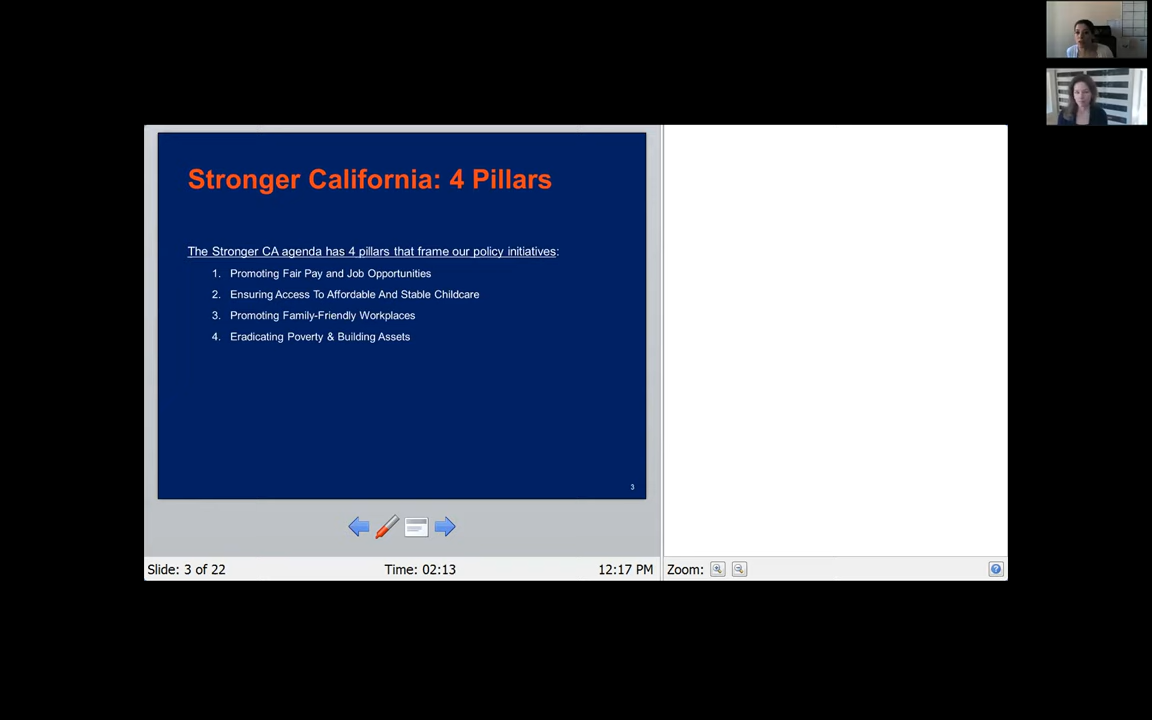 Stronger California: 4 Pillars
The Stronger CA agenda has 4 pillars that frame our policy initiatives:
1. Promoting Fair Pay and Job Opportunities
2. Ensuring Access To Affordable And Stable Childcare
3. Promoting Family-Friendly Workplaces
4. Eradicating Poverty & Building Assets
3
Slide: 3 of 22
Time: 02:13
12:17 PM
Zoom: